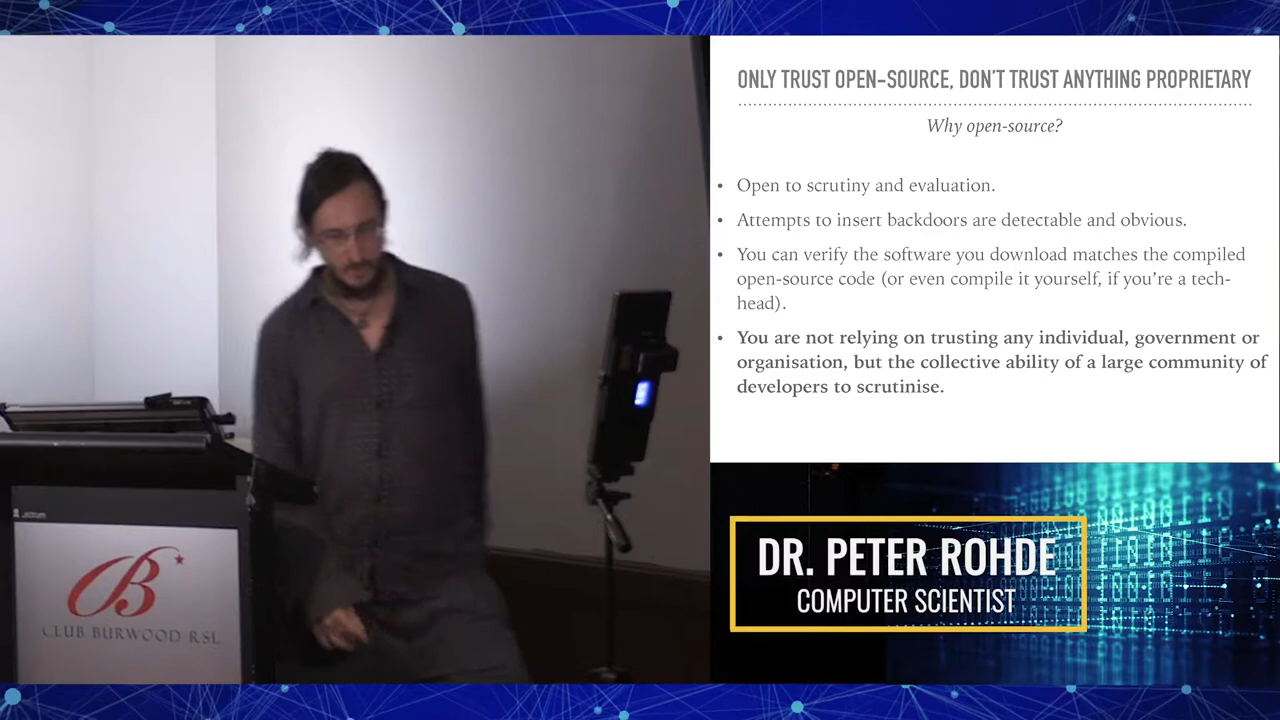 ONLY TRUST OPEN-SOURCE, DON'T TRUST ANYTHING PROPRIETARY
Why open-source?
• Open to scrutiny and evaluation.
• Attempts to insert backdoors are detectable and obvious.
• You can verify the software you download matches the compiled
open-source code (or even compile it yourself, if you're a tech-
head).
• You are not relying on trusting any individual, government or
organisation, but the collective ability of a large community of
developers to scrutinise.
B
CLUB BURWOOD RSL
DR. PETER ROHDE
COMPUTER SCIENTIST